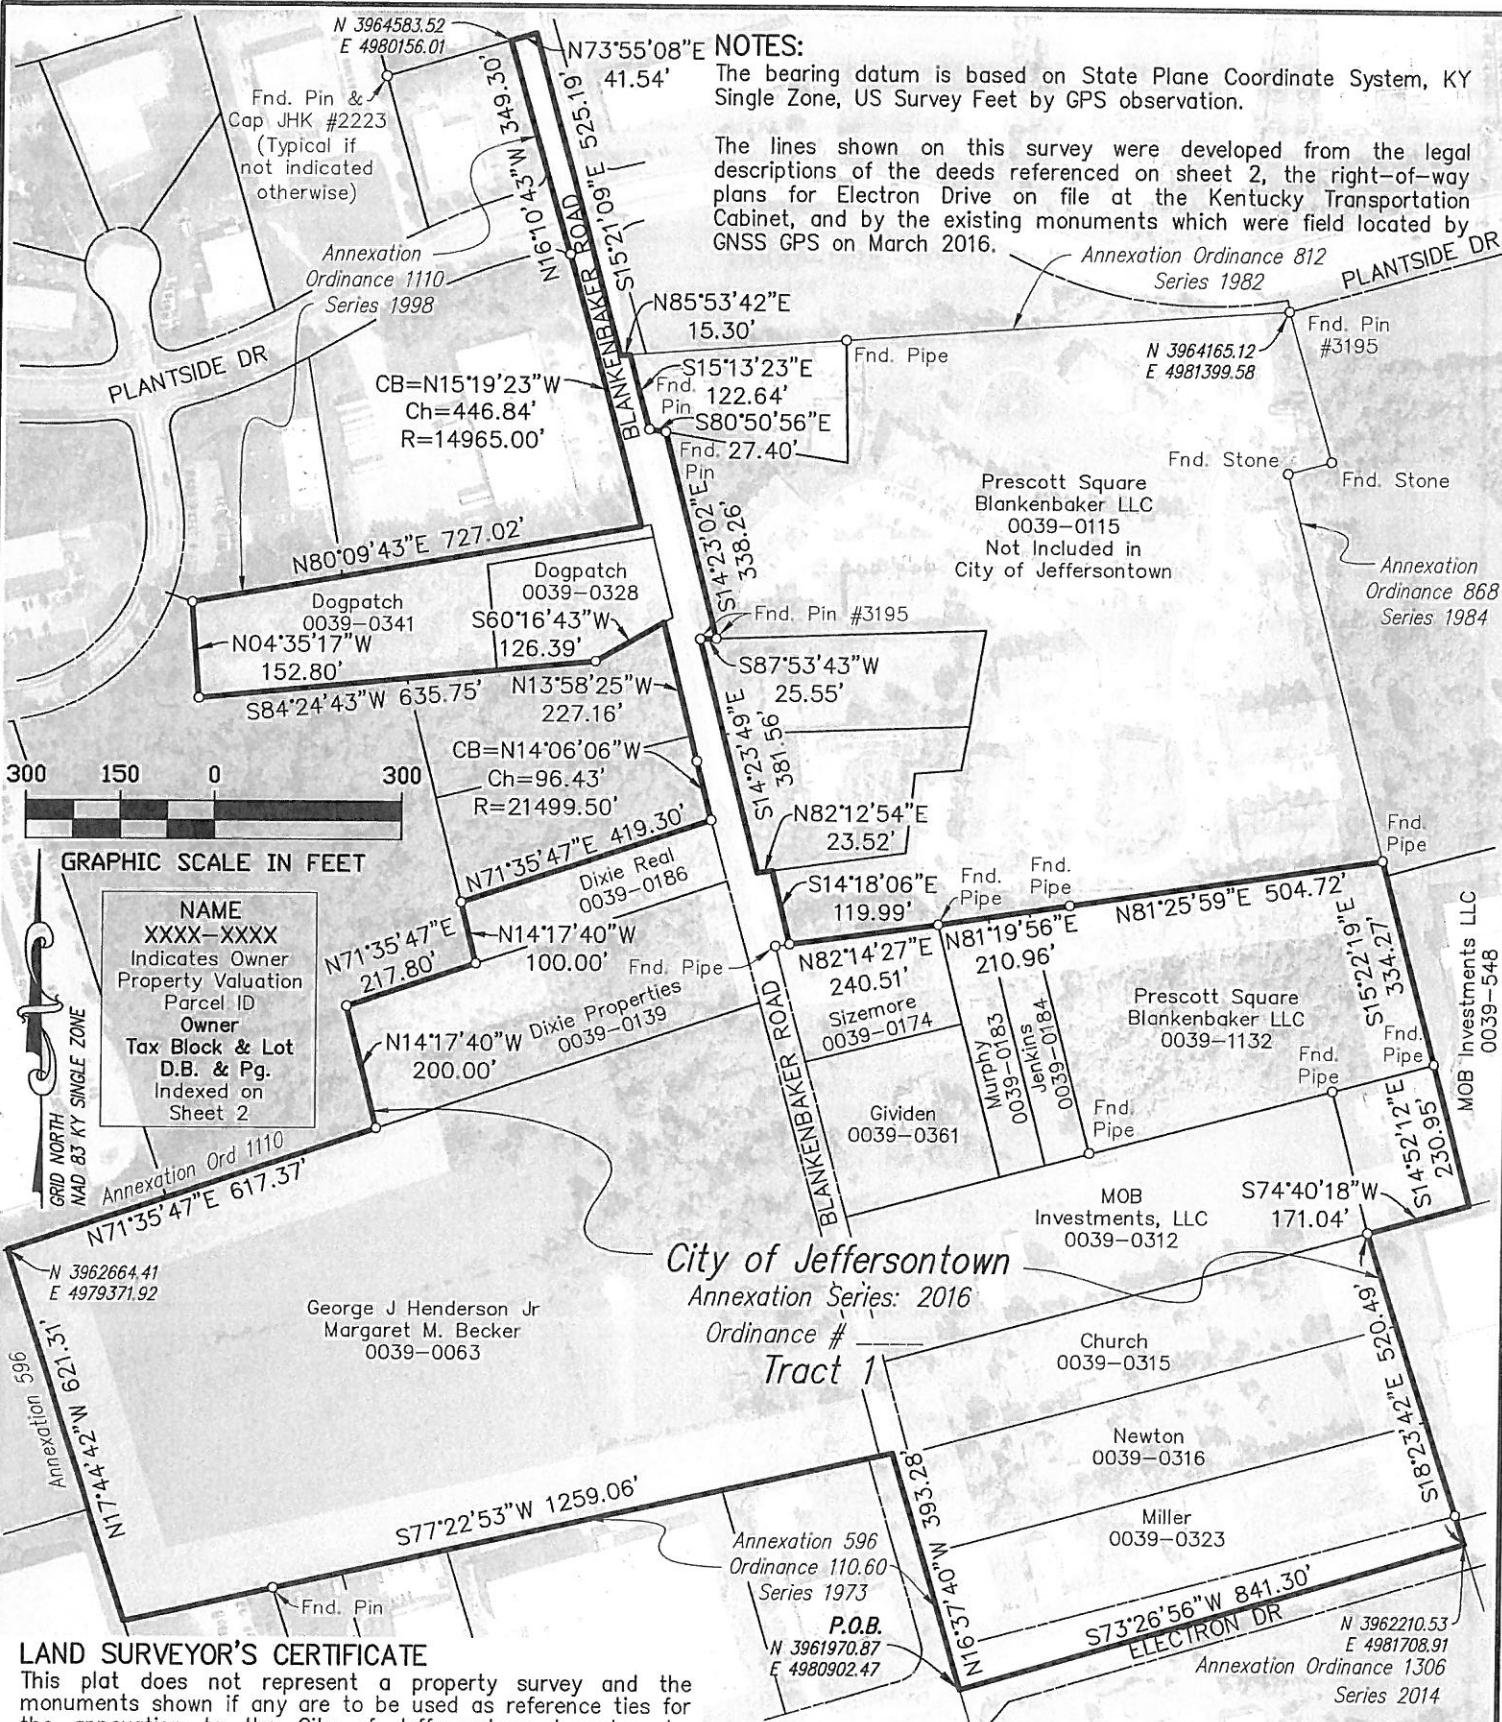 N 3964583.52
E 4980156.01
N73°55'08"E
41.54'
NOTES:
The bearing datum is based on State Plane Coordinate System, KY
Single Zone, US Survey Feet by GPS observation.
The lines shown on this survey were developed from the legal
descriptions of the deeds referenced on sheet 2, the right-of-way
plans for Electron Drive on file at the Kentucky Transportation
Cabinet, and by the existing monuments which were field located by
GNSS GPS on March 2016.
Fnd. Pin &
Cap JHK #2223
(Typical if
not indicated
otherwise)
N16°10'43"W 349.30'
S15°21'09"E 525.19'
BLANKENBAKER ROAD
Annexation
Ordinance 1110
Series 1998
Annexation Ordinance 812
Series 1982
PLANTSIDE DR
N85°53'42"E
15.30'
Fnd. Pipe
N 3964165.12
E 4981399.58
Fnd. Pin
#3195
PLANTSIDE DR
CB=N15°19'23"W
Ch=446.84'
R=14965.00'
S15°13'23"E
122.64'
Fnd.
Pin
S80°50'56"E
27.40'
Fnd.
Pin
Fnd. Stone
Fnd. Stone
Prescott Square
Blankenbaker LLC
0039-0115
Not Included in
City of Jeffersontown
S14°23'02"E
338.26'
N80°09'43"E 727.02'
Annexation
Ordinance 868
Series 1984
Dogpatch
0039-0328
Dogpatch
0039-0341
S60°16'43"W
126.39'
Fnd. Pin #3195
N04°35'17"W
152.80'
S87°53'43"W
25.55'
S84°24'43"W 635.75'
N13°58'25"W
227.16'
S14°23'49"E
381.56'
CB=N14°06'06"W
Ch=96.43'
R=21499.50'
300 150 0 300
GRAPHIC SCALE IN FEET
N82°12'54"E
23.52'
Fnd.
Pipe
N71°35'47"E 419.30'
Dixie Real
0039-0186
S14°18'06"E
119.99'
Fnd.
Pipe
Fnd.
Pipe
N81°25'59"E 504.72'
NAME
XXXX-XXXX
Indicates Owner
Property Valuation
Parcel ID
Owner
Tax Block & Lot
D.B. & Pg.
Indexed on
Sheet 2
GRID NORTH
NAD 83 KY SINGLE ZONE
N71°35'47"E
217.80'
N14°17'40"W
100.00'
Fnd. Pipe
N82°14'27"E
240.51'
N81°19'56"E
210.96'
S15°22'19"E
334.27'
MOB Investments LLC
0039-548
Dixie Properties
0039-0139
N14°17'40"W
200.00'
Sizemore
0039-0174
Murphy
0039-0183
Jenkins
0039-0184
Prescott Square
Blankenbaker LLC
0039-1132
Fnd.
Pipe
Fnd.
Pipe
BLANKENBAKER ROAD
Gividen
0039-0361
Fnd.
Pipe
S14°52'12"E
230.95'
Annexation Ord 1110
N71°35'47"E 617.37'
BLANKENBAKER ROAD
MOB
Investments, LLC
0039-0312
S74°40'18"W
171.04'
N 3962664.41
E 4979371.92
City of Jeffersontown
Annexation Series: 2016
Ordinance # ____
Tract 1
George J Henderson Jr
Margaret M. Becker
0039-0063
Church
0039-0315
S18°23'42"E 520.49'
Annexation 596
N17°44'42"W 621.31'
Newton
0039-0316
S77°22'53"W 1259.06'
N16°37'40"W 393.28'
Miller
0039-0323
Annexation 596
Ordinance 110.60
Series 1973
Fnd. Pin
P.O.B.
N 3961970.87
E 4980902.47
S73°26'56"W 841.30'
ELECTRON DR
N 3962210.53
E 4981708.91
Annexation Ordinance 1306
Series 2014
LAND SURVEYOR'S CERTIFICATE
This plat does not represent a property survey and the
monuments shown if any are to be used as reference ties for